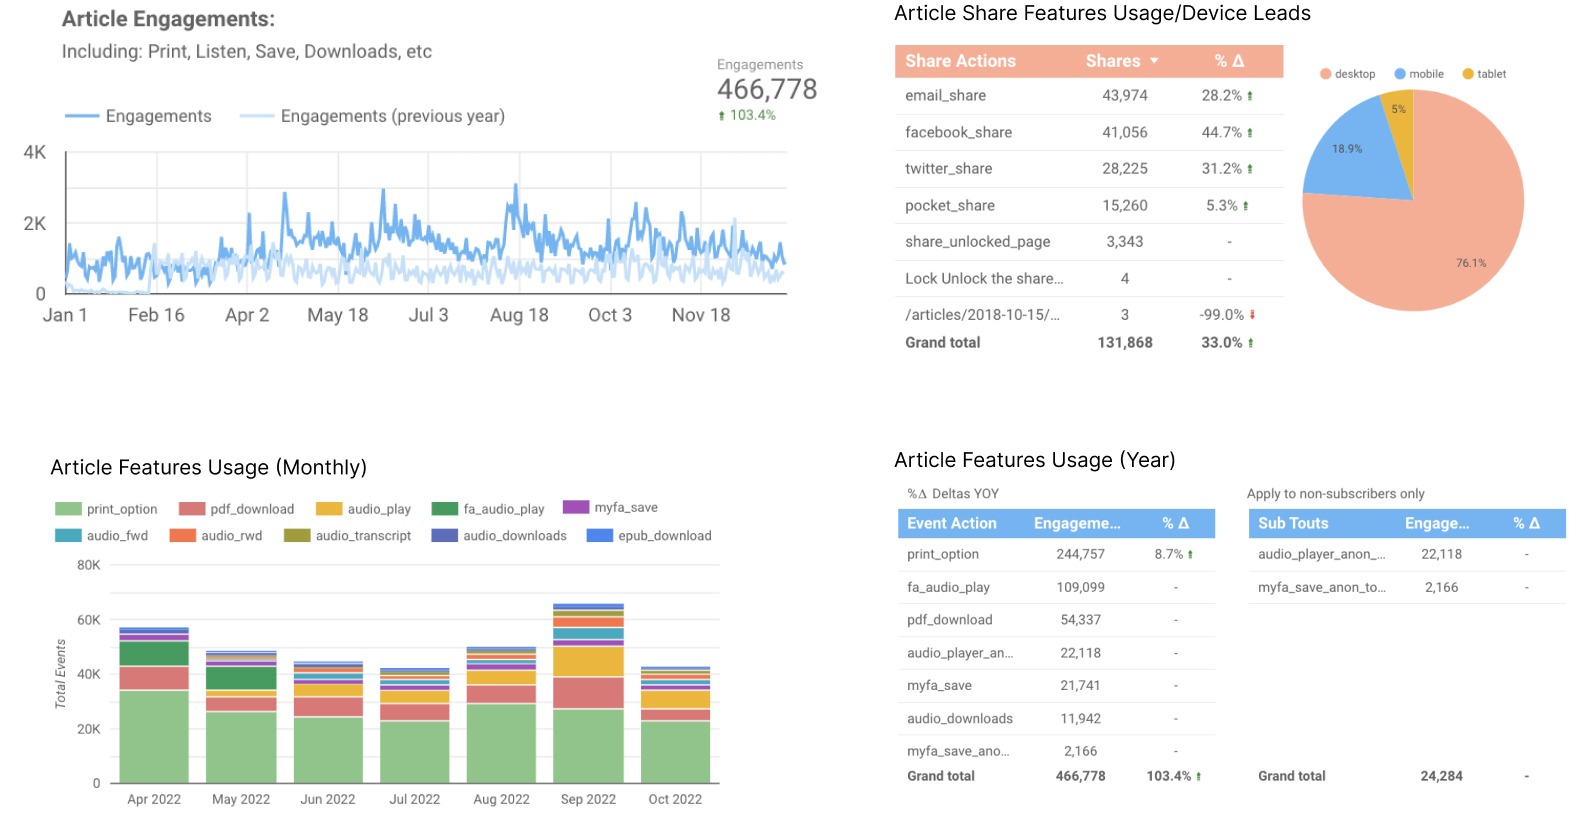 Article Engagements:
Including: Print, Listen, Save, Downloads, etc
Engagements
466,778
103.4%
Engagements Engagements (previous year)
4K
2K
0
Jan 1 Feb 16 Apr 2 May 18 Jul 3 Aug 18 Oct 3 Nov 18
Article Share Features Usage/Device Leads
Share Actions Shares % Δ
email_share 43,974 28.2%
facebook_share 41,056 44.7%
twitter_share 28,225 31.2%
pocket_share 15,260 5.3%
share_unlocked_page 3,343 -
Lock Unlock the share... 4 -
/articles/2018-10-15/... 3 -99.0%
Grand total 131,868 33.0%
desktop mobile tablet
5%
18.9%
76.1%
Article Features Usage (Monthly)
print_option pdf_download audio_play fa_audio_play myfa_save
audio_fwd audio_rwd audio_transcript audio_downloads epub_download
80K
60K
40K
20K
0
Total Events
Apr 2022 May 2022 Jun 2022 Jul 2022 Aug 2022 Sep 2022 Oct 2022
Article Features Usage (Year)
%Δ Deltas YOY
Event Action Engageme... % Δ
print_option 244,757 8.7%
fa_audio_play 109,099 -
pdf_download 54,337 -
audio_player_an... 22,118 -
myfa_save 21,741 -
audio_downloads 11,942 -
myfa_save_ano... 2,166 -
Grand total 466,778 103.4%
Apply to non-subscribers only
Sub Touts Engage... % Δ
audio_player_anon_... 22,118 -
myfa_save_anon_to... 2,166 -
Grand total 24,284 -